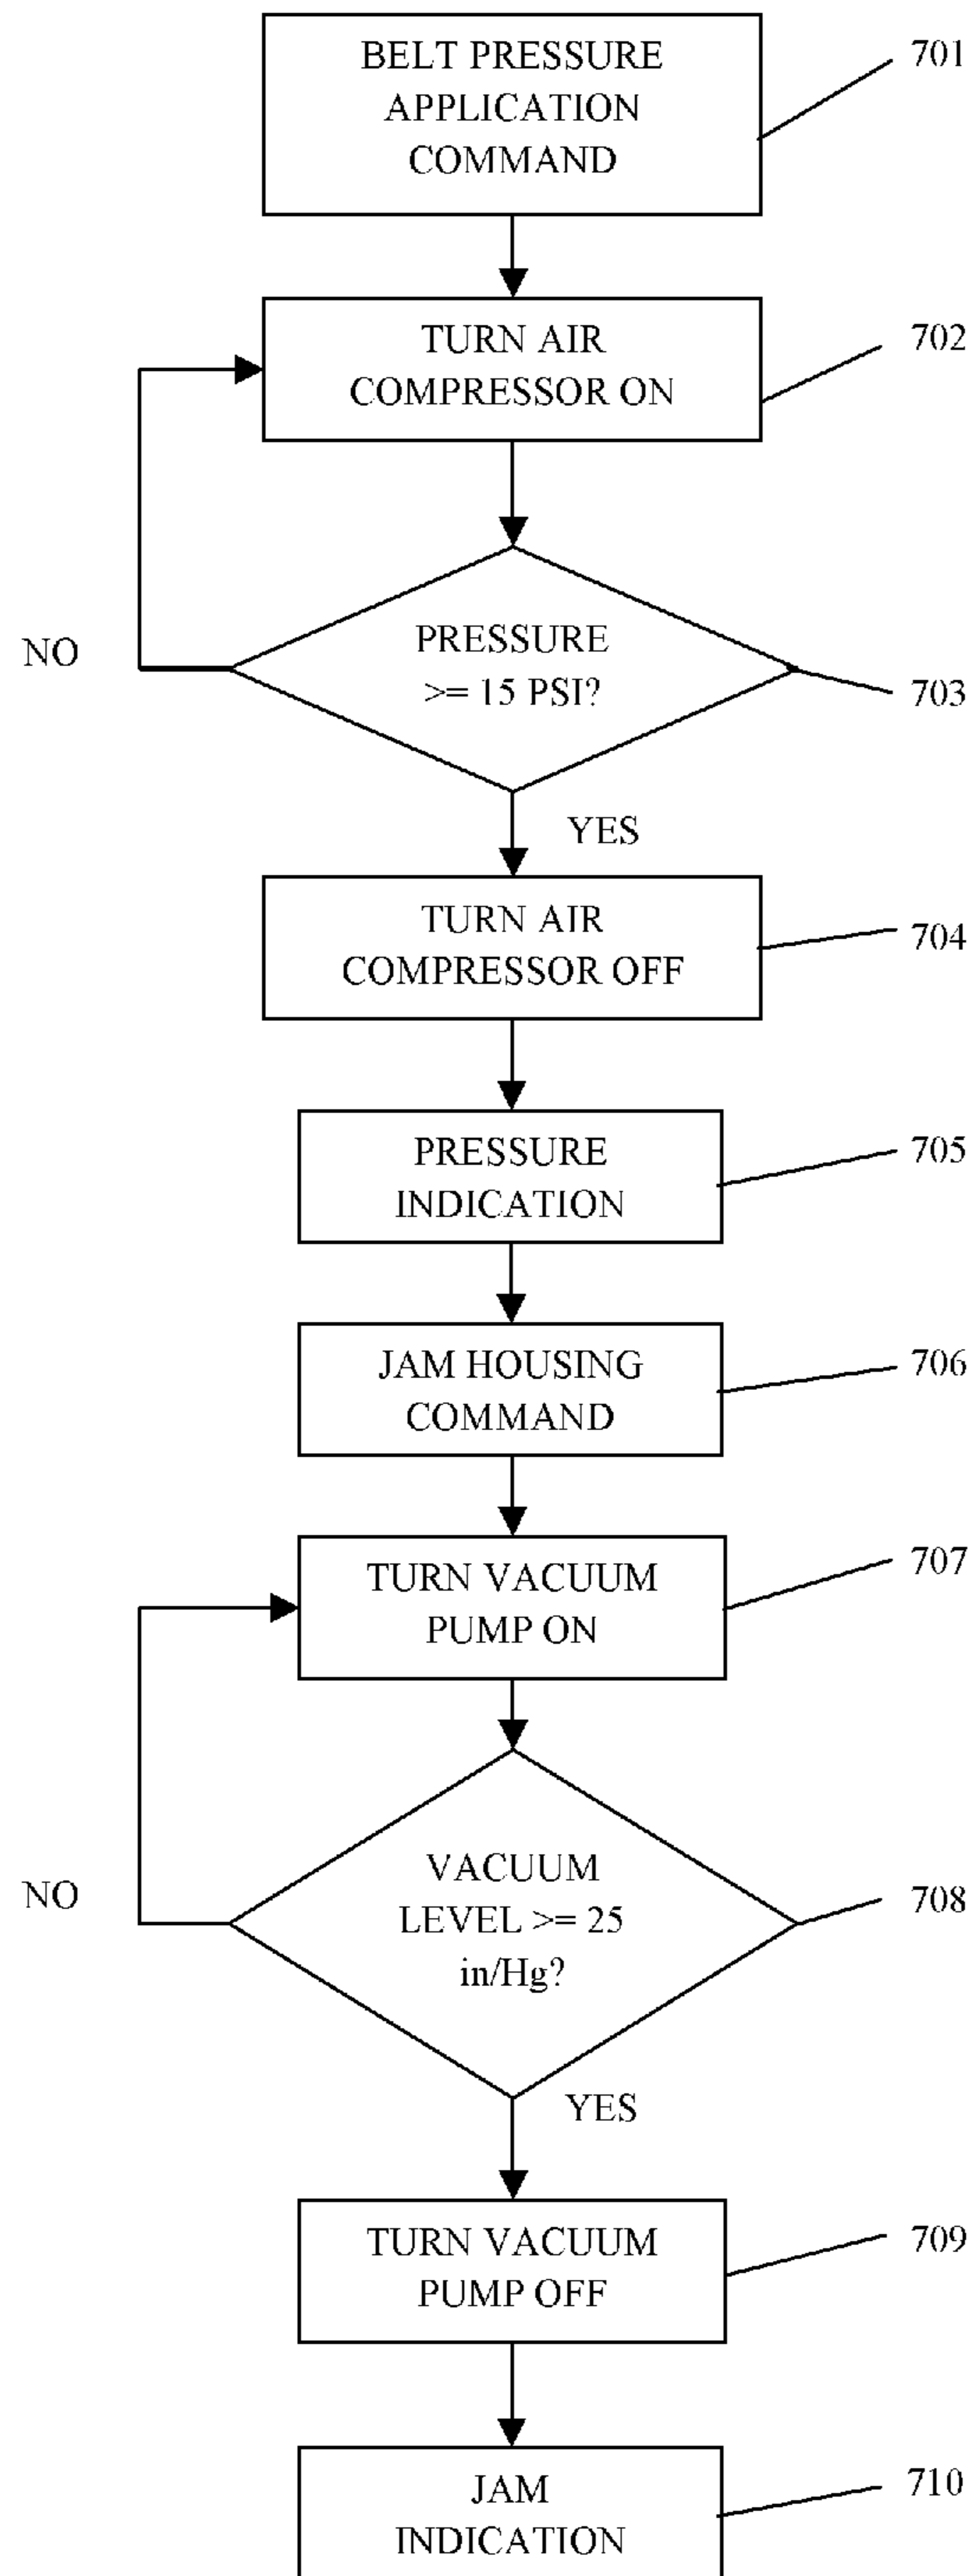 BELT PRESSURE
APPLICATION
COMMAND
701
TURN AIR
COMPRESSOR ON
702
PRESSURE
>= 15 PSI?
NO
703
YES
TURN AIR
COMPRESSOR OFF
704
PRESSURE
INDICATION
705
JAM HOUSING
COMMAND
706
TURN VACUUM
PUMP ON
707
VACUUM
LEVEL >= 25
in/Hg?
NO
708
YES
TURN VACUUM
PUMP OFF
709
JAM
INDICATION
710